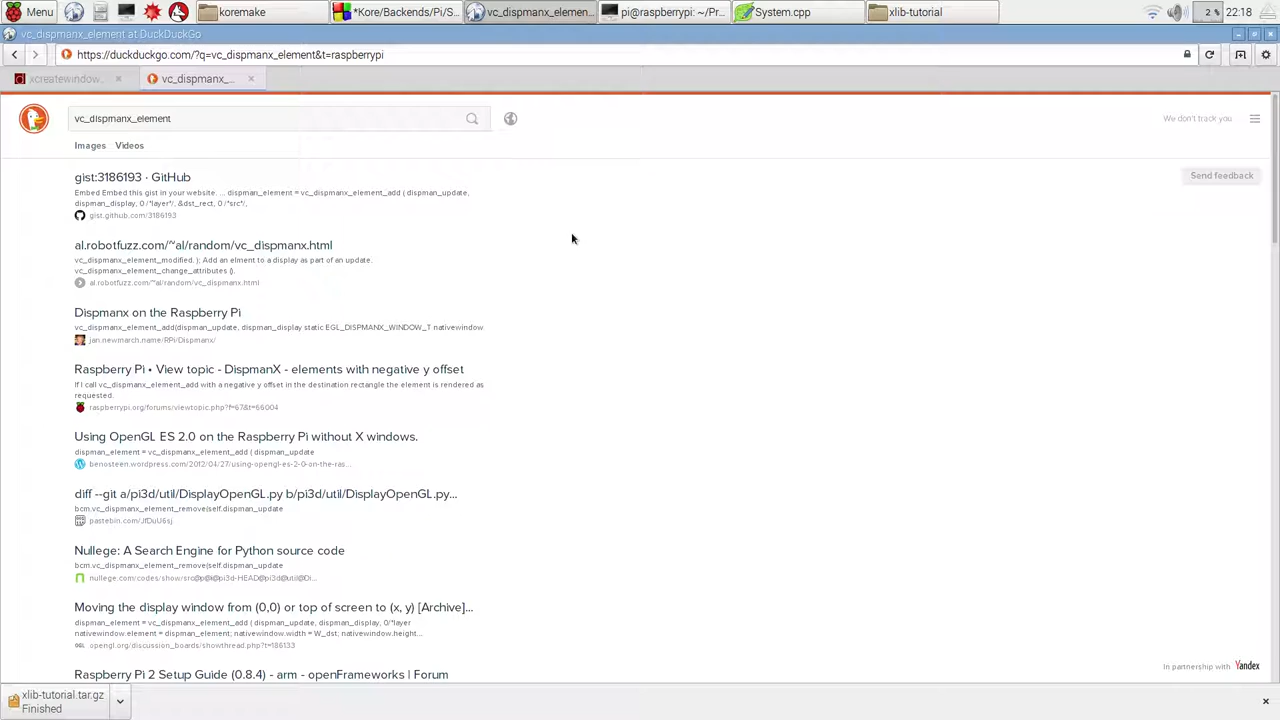 Menu
koremake
*Kore/Backends/Pi/S...
vc_dispmanx_elemen...
pi@raspberrypi: ~/Pr...
System.cpp
xlib-tutorial
2 %
22:18
vc_dispmanx_element at DuckDuckGo
https://duckduckgo.com/?q=vc_dispmanx_element&t=raspberrypi
xcreatewindow...
vc_dispmanx_...
vc_dispmanx_element
We don't track you
Images Videos
Send feedback
gist:3186193 · GitHub
Embed Embed this gist in your website. ... dispman_element = vc_dispmanx_element_add ( dispman_update,
dispman_display, 0 /*layer*/, &dst_rect, 0 /*src*/,
gist.github.com/3186193
al.robotfuzz.com/~al/random/vc_dispmanx.html
vc_dispmanx_element_modified. ); Add an elment to a display as part of an update.
vc_dispmanx_element_change_attributes ().
al.robotfuzz.com/~al/random/vc_dispmanx.html
Dispmanx on the Raspberry Pi
vc_dispmanx_element_add(dispman_update, dispman_display static EGL_DISPMANX_WINDOW_T nativewindow
jan.newmarch.name/RPi/Dispmanx/
Raspberry Pi • View topic - DispmanX - elements with negative y offset
If I call vc_dispmanx_element_add with a negative y offset in the destination rectangle the element is rendered as
requested.
raspberrypi.org/forums/viewtopic.php?f=67&t=66004
Using OpenGL ES 2.0 on the Raspberry Pi without X windows.
dispman_element = vc_dispmanx_element_add ( dispman_update
benosteen.wordpress.com/2012/04/27/using-opengl-es-2-0-on-the-ras...
diff --git a/pi3d/util/DisplayOpenGL.py b/pi3d/util/DisplayOpenGL.py...
bcm.vc_dispmanx_element_remove(self.dispman_update
pastebin.com/JfDuU6sj
Nullege: A Search Engine for Python source code
bcm.vc_dispmanx_element_remove(self.dispman_update
nullege.com/codes/show/src@p@i@pi3d-HEAD@pi3d@util@Di...
Moving the display window from (0,0) or top of screen to (x, y) [Archive]...
dispman_element = vc_dispmanx_element_add ( dispman_update, dispman_display, 0/*layer
nativewindow.element = dispman_element; nativewindow.width = W_dst; nativewindow.height...
opengl.org/discussion_boards/showthread.php?t=186133
Raspberry Pi 2 Setup Guide (0.8.4) - arm - openFrameworks | Forum
In partnership with Yandex
xlib-tutorial.tar.gz
Finished